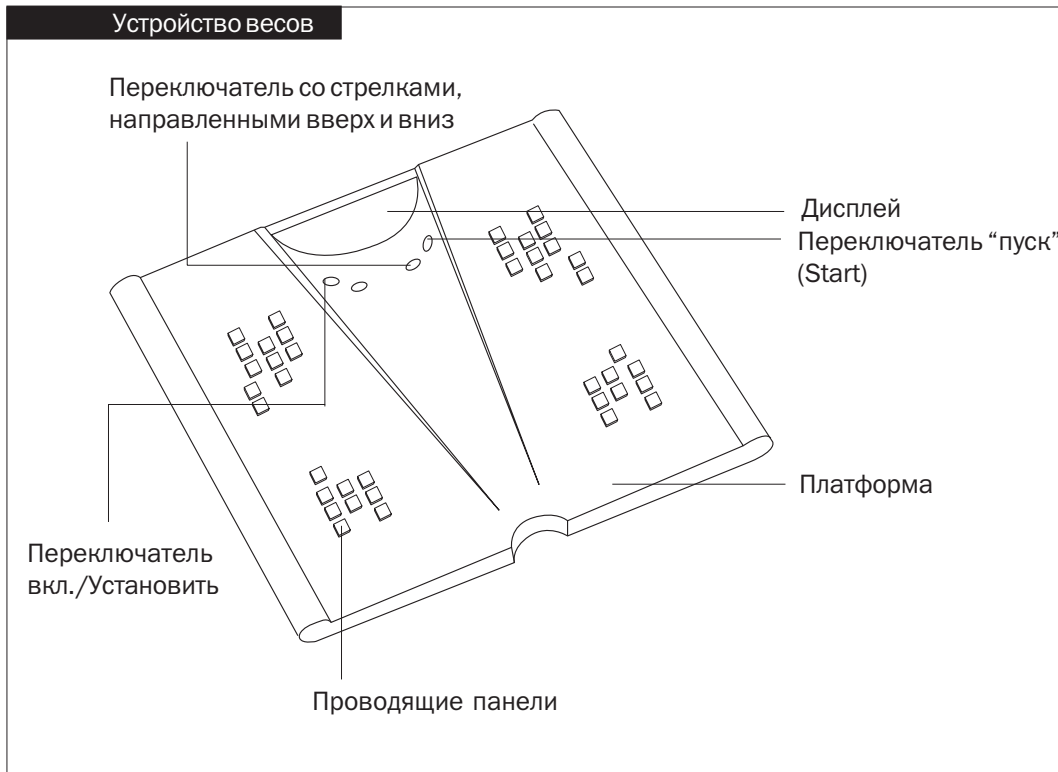 Устройство весов
Переключатель со стрелками,
направленными вверх и вниз
Дисплей
Переключатель “пуск”
(Start)
Платформа
Переключатель
вкл./Установить
Проводящие панели